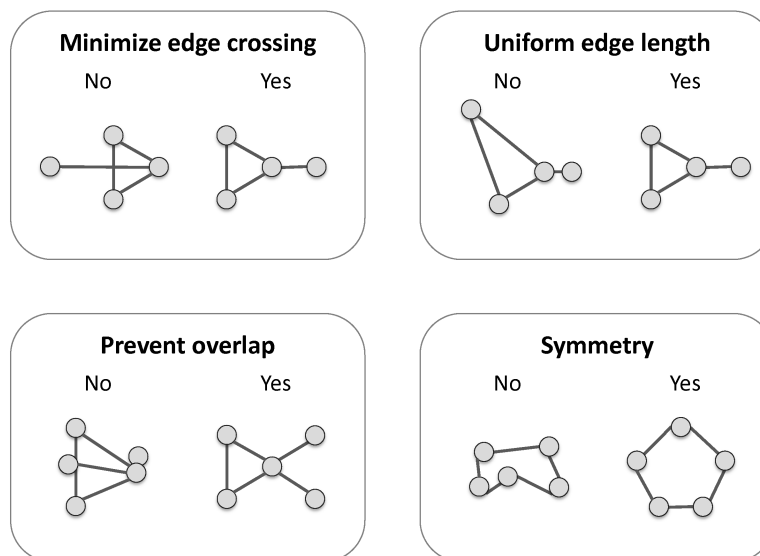 Minimize edge crossing
No Yes
Uniform edge length
No Yes
Prevent overlap
No Yes
Symmetry
No Yes